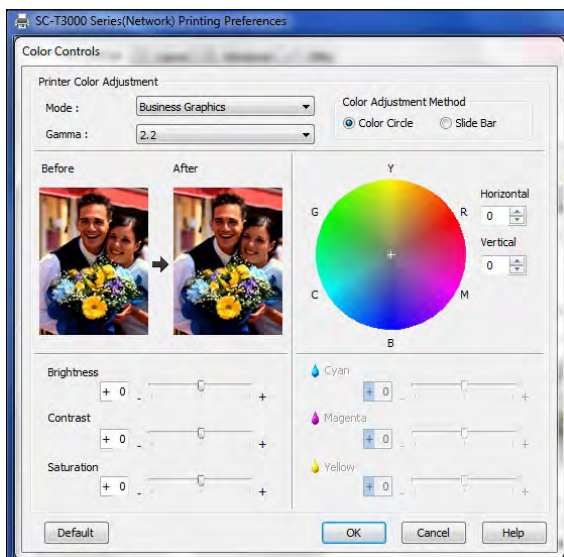 SC-T3000 Series(Network) Printing Preferences
Color Controls
Printer Color Adjustment
Mode : Business Graphics
Gamma : 2.2
Color Adjustment Method
Color Circle Slide Bar
Before After
Y
G R
C M
B
Horizontal
0
Vertical
0
Brightness
+ 0 - +
Contrast
+ 0 - +
Saturation
+ 0 - +
Cyan
+ 0 - +
Magenta
+ 0 - +
Yellow
+ 0 - +
Default OK Cancel Help